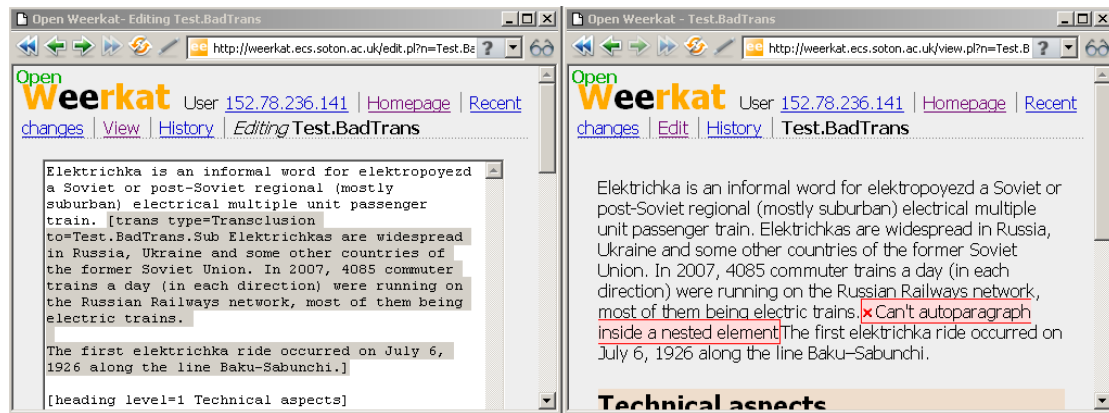 Open Weerkat- Editing Test.BadTrans
http://weerkat.ecs.soton.ac.uk/edit.pl?n=Test.Ba ?
Open
Weerkat User 152.78.236.141 | Homepage | Recent
changes | View | History | Editing Test.BadTrans
Elektrichka is an informal word for elektropoyezd
a Soviet or post-Soviet regional (mostly
suburban) electrical multiple unit passenger
train. [trans type=Transclusion
to=Test.BadTrans.Sub Elektrichkas are widespread
in Russia, Ukraine and some other countries of
the former Soviet Union. In 2007, 4085 commuter
trains a day (in each direction) were running on
the Russian Railways network, most of them being
electric trains.
The first elektrichka ride occurred on July 6,
1926 along the line Baku-Sabunchi.]
[heading level=1 Technical aspects]
Open Weerkat - Test.BadTrans
http://weerkat.ecs.soton.ac.uk/view.pl?n=Test.B ?
Open
Weerkat User 152.78.236.141 | Homepage | Recent
changes | Edit | History | Test.BadTrans
Elektrichka is an informal word for elektropoyezd a Soviet or
post-Soviet regional (mostly suburban) electrical multiple
unit passenger train. Elektrichkas are widespread in Russia,
Ukraine and some other countries of the former Soviet
Union. In 2007, 4085 commuter trains a day (in each
direction) were running on the Russian Railways network,
most of them being electric trains. Can't autoparagraph
inside a nested element The first elektrichka ride occurred on
July 6, 1926 along the line Baku–Sabunchi.
Technical aspects